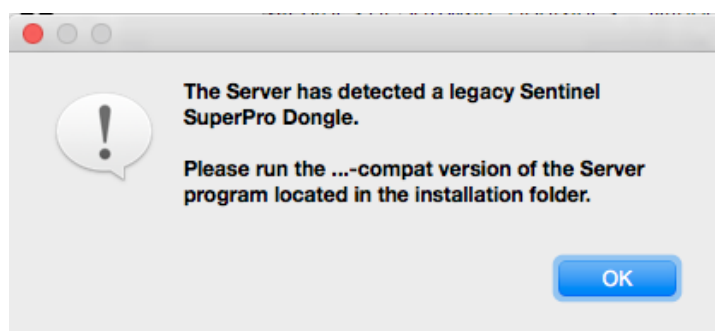 The Server has detected a legacy Sentinel
SuperPro Dongle.
Please run the ...-compat version of the Server
program located in the installation folder.
OK